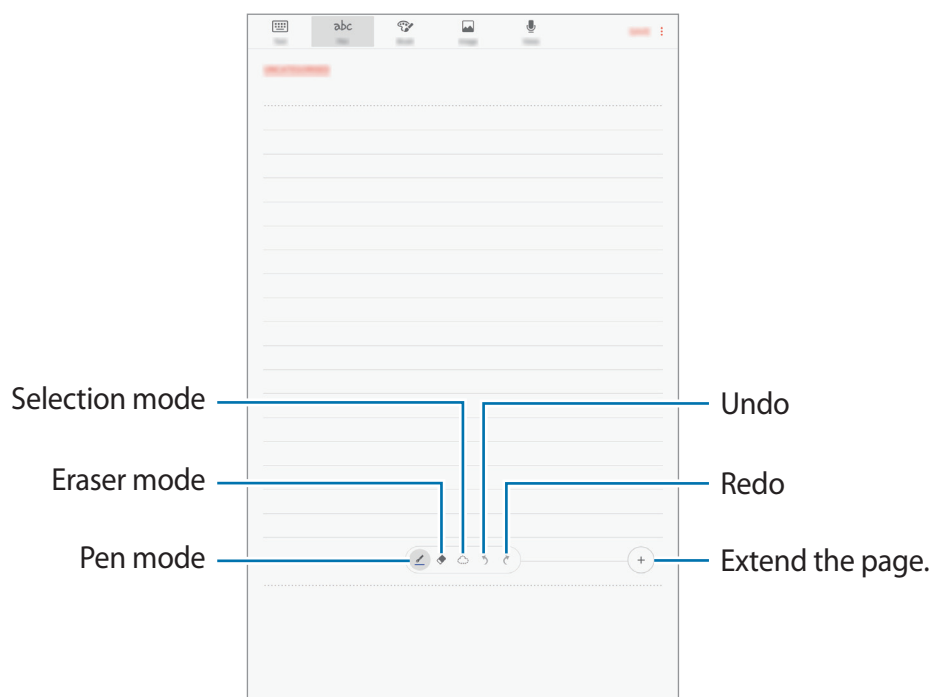 abc
Selection mode
Undo
Eraser mode
Redo
Pen mode
Extend the page.